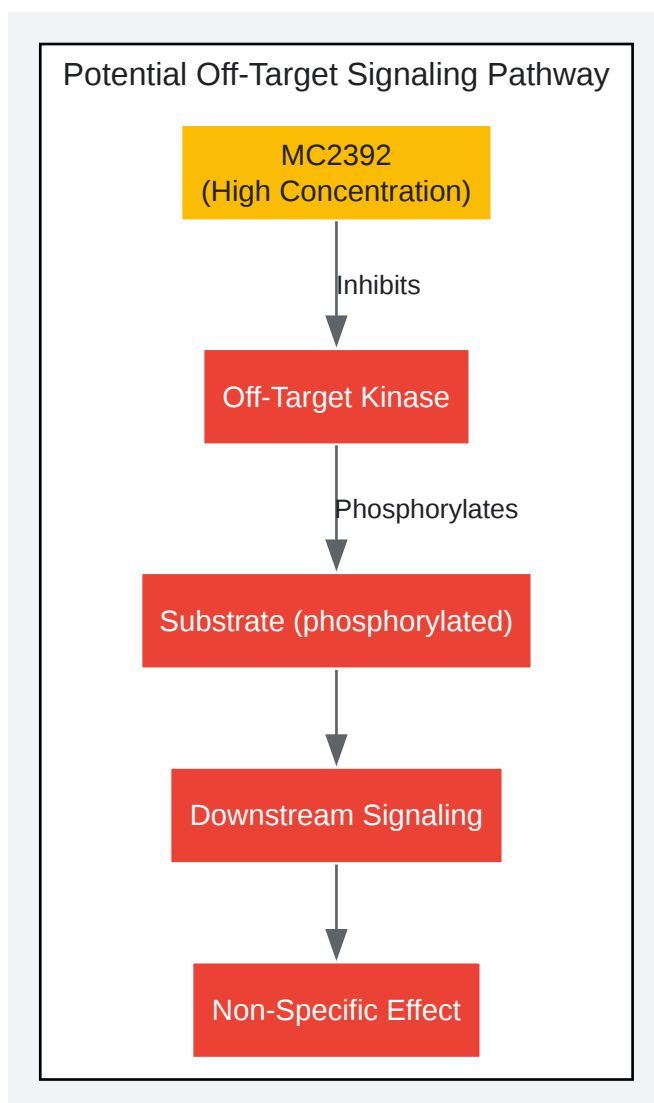 Potential Off-Target Signaling Pathway
MC2392
(High Concentration)
Inhibits
Off-Target Kinase
Phosphorylates
Substrate (phosphorylated)
Downstream Signaling
Non-Specific Effect